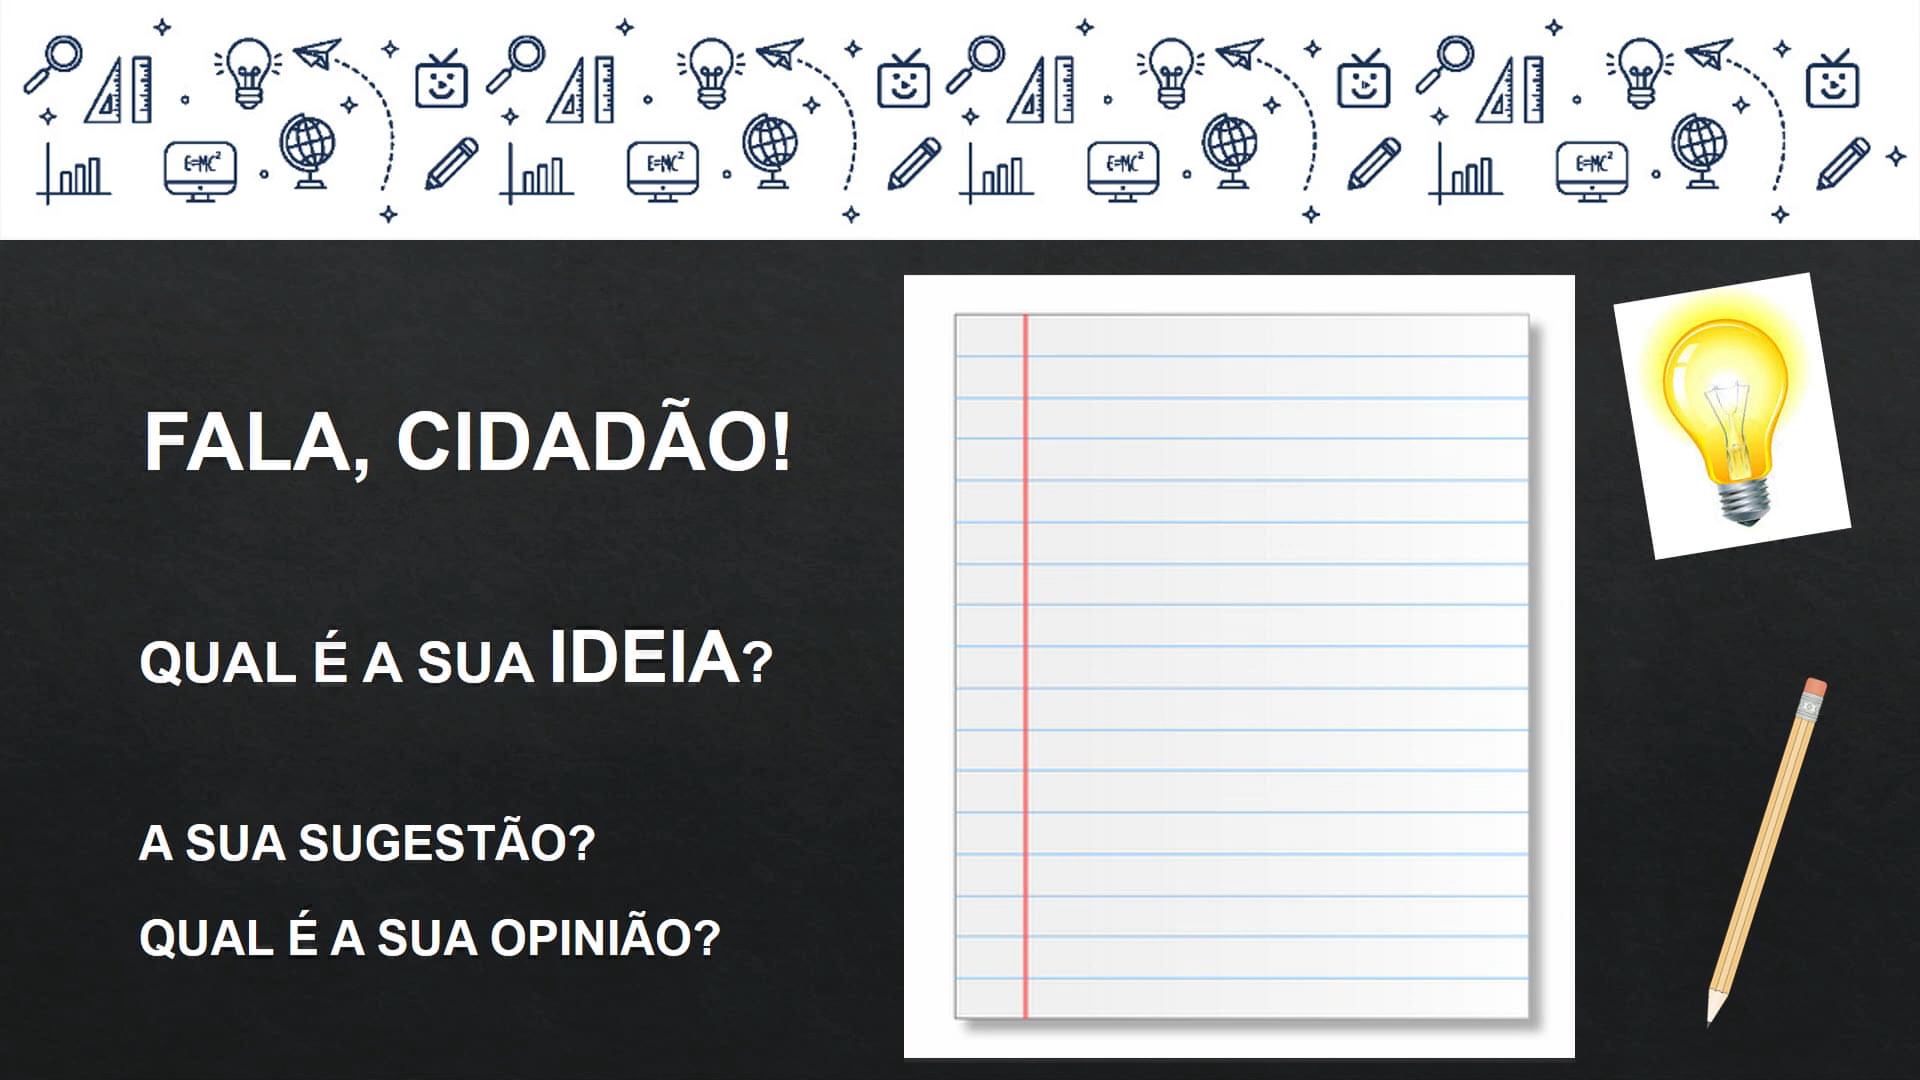 E=MC² E=MC² E=MC² E=MC²
FALA, CIDADÃO!
QUAL É A SUA IDEIA?
A SUA SUGESTÃO?
QUAL É A SUA OPINIÃO?